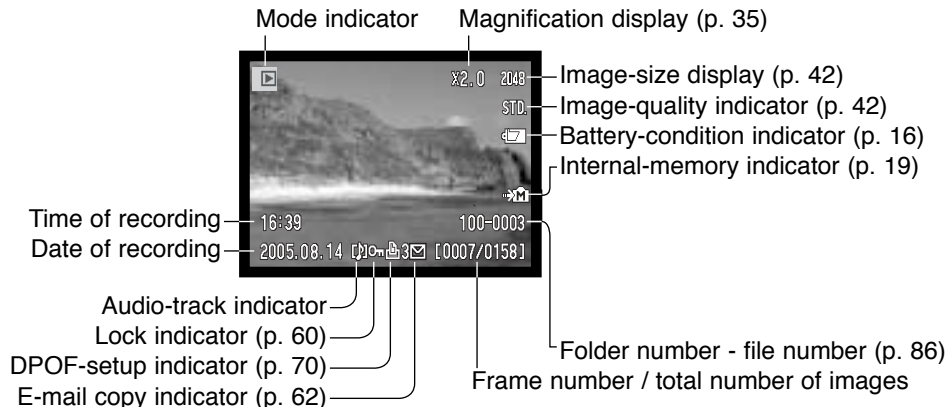 Mode indicator
Magnification display (p. 35)
X2.0 2048
Image-size display (p. 42)
STD.
Image-quality indicator (p. 42)
Battery-condition indicator (p. 16)
M
Internal-memory indicator (p. 19)
Time of recording
16:39
100-0003
Date of recording
2005.08.14 3 [0007/0158]
Audio-track indicator
Lock indicator (p. 60)
DPOF-setup indicator (p. 70)
E-mail copy indicator (p. 62)
Folder number - file number (p. 86)
Frame number / total number of images